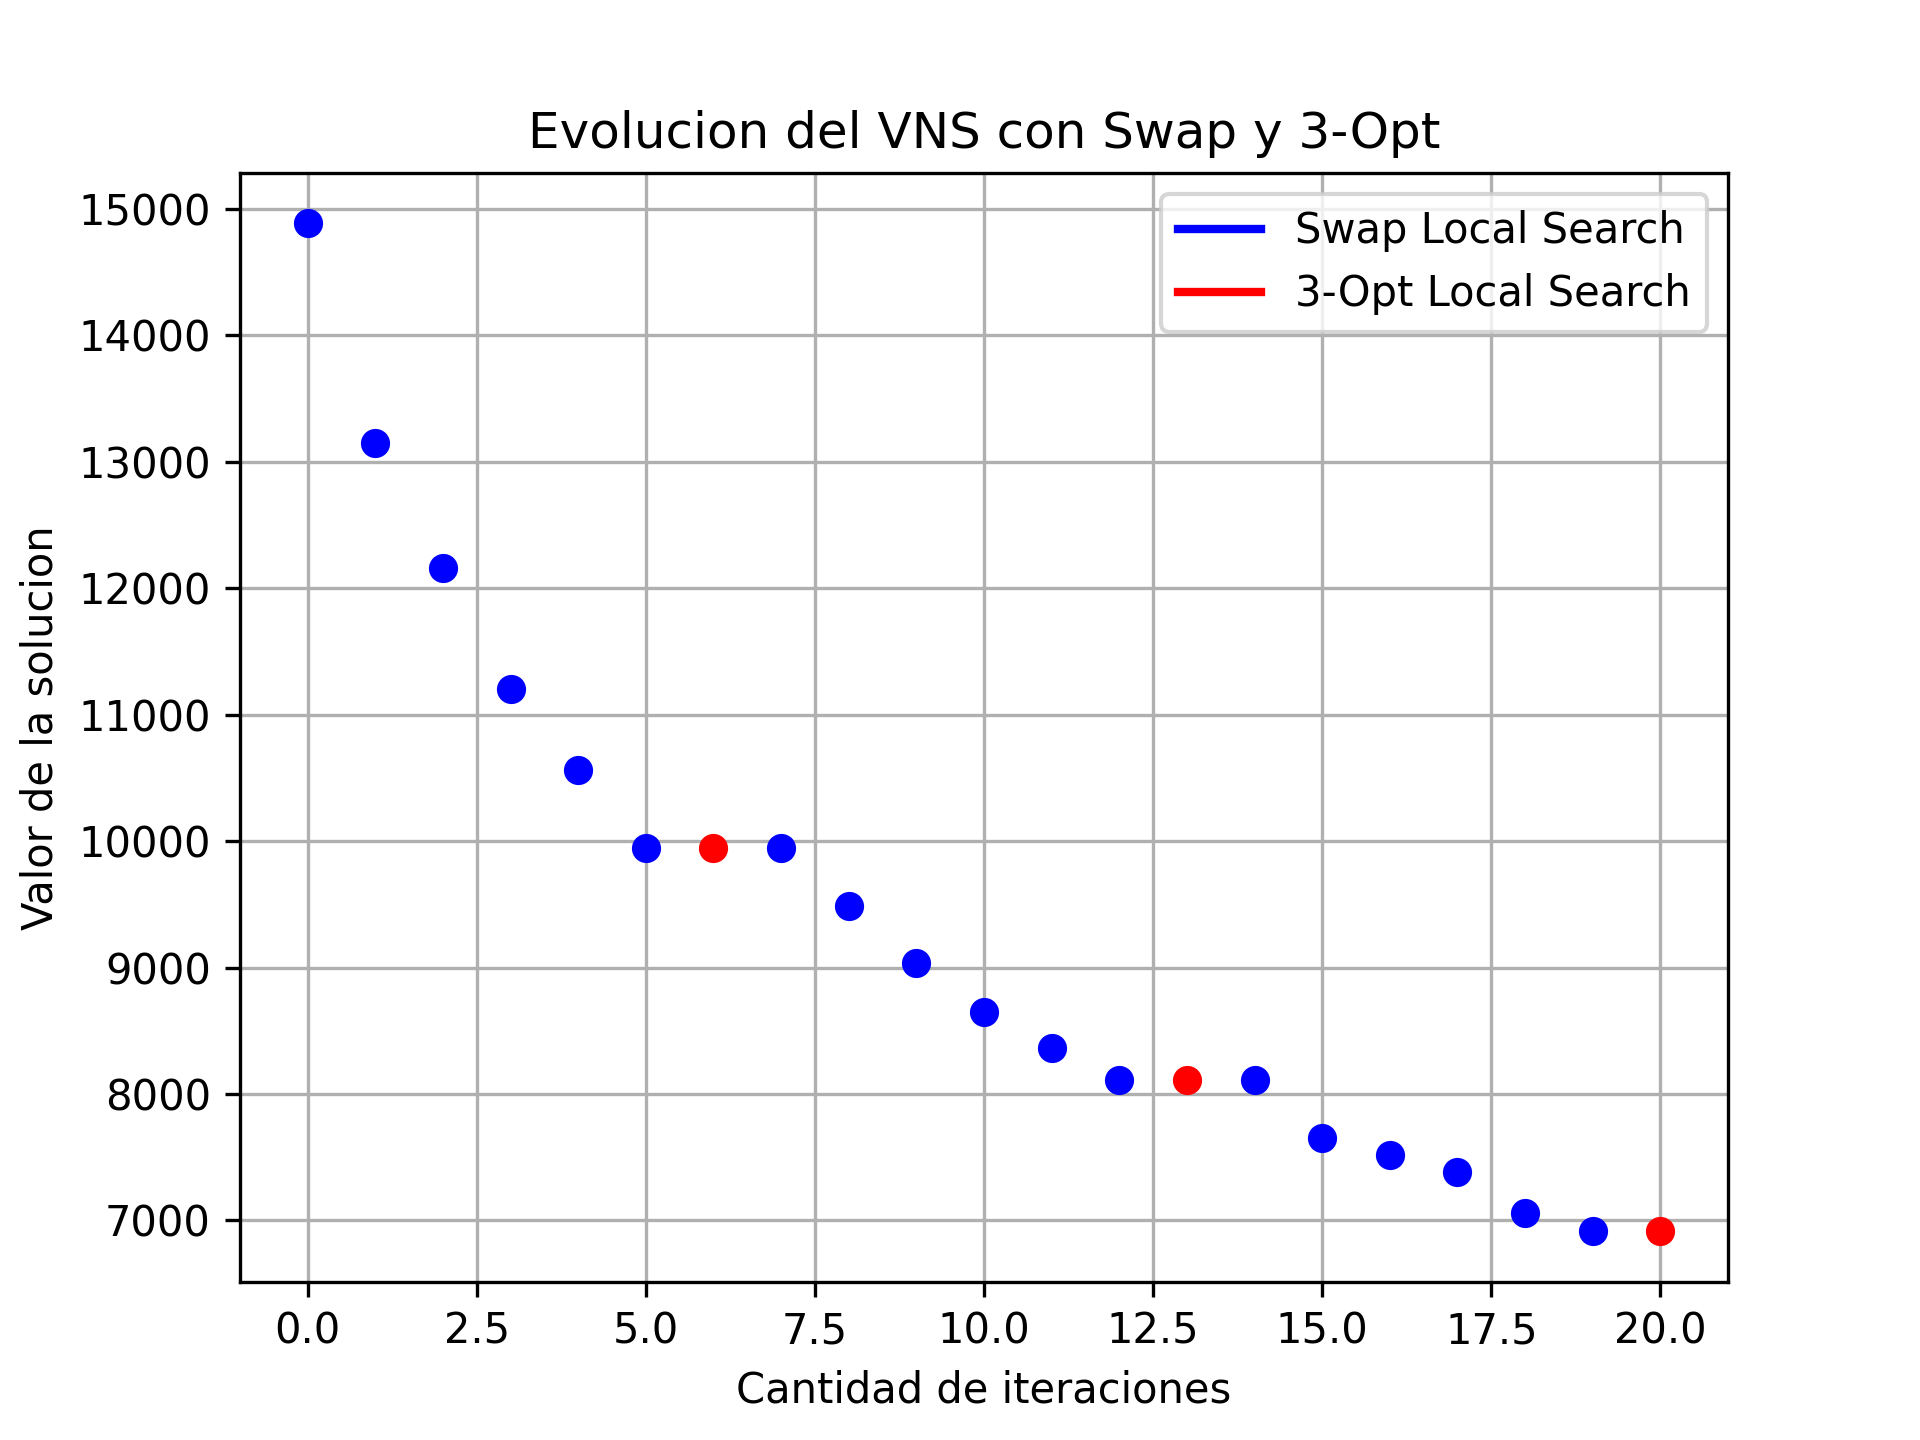 Evolucion del VNS con Swap y 3-Opt
Swap Local Search
3-Opt Local Search
Valor de la solucion
15000
14000
13000
12000
11000
10000
9000
8000
7000
0.0 2.5 5.0 7.5 10.0 12.5 15.0 17.5 20.0
Cantidad de iteraciones